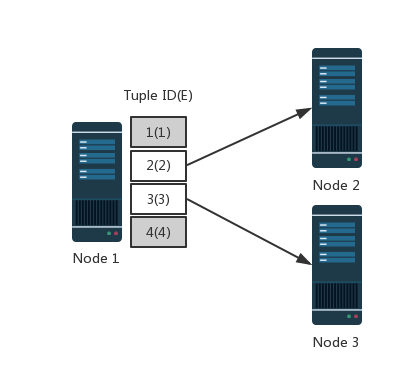 Tuple ID(E)
1(1)
2(2)
3(3)
4(4)
Node 1
Node 2
Node 3